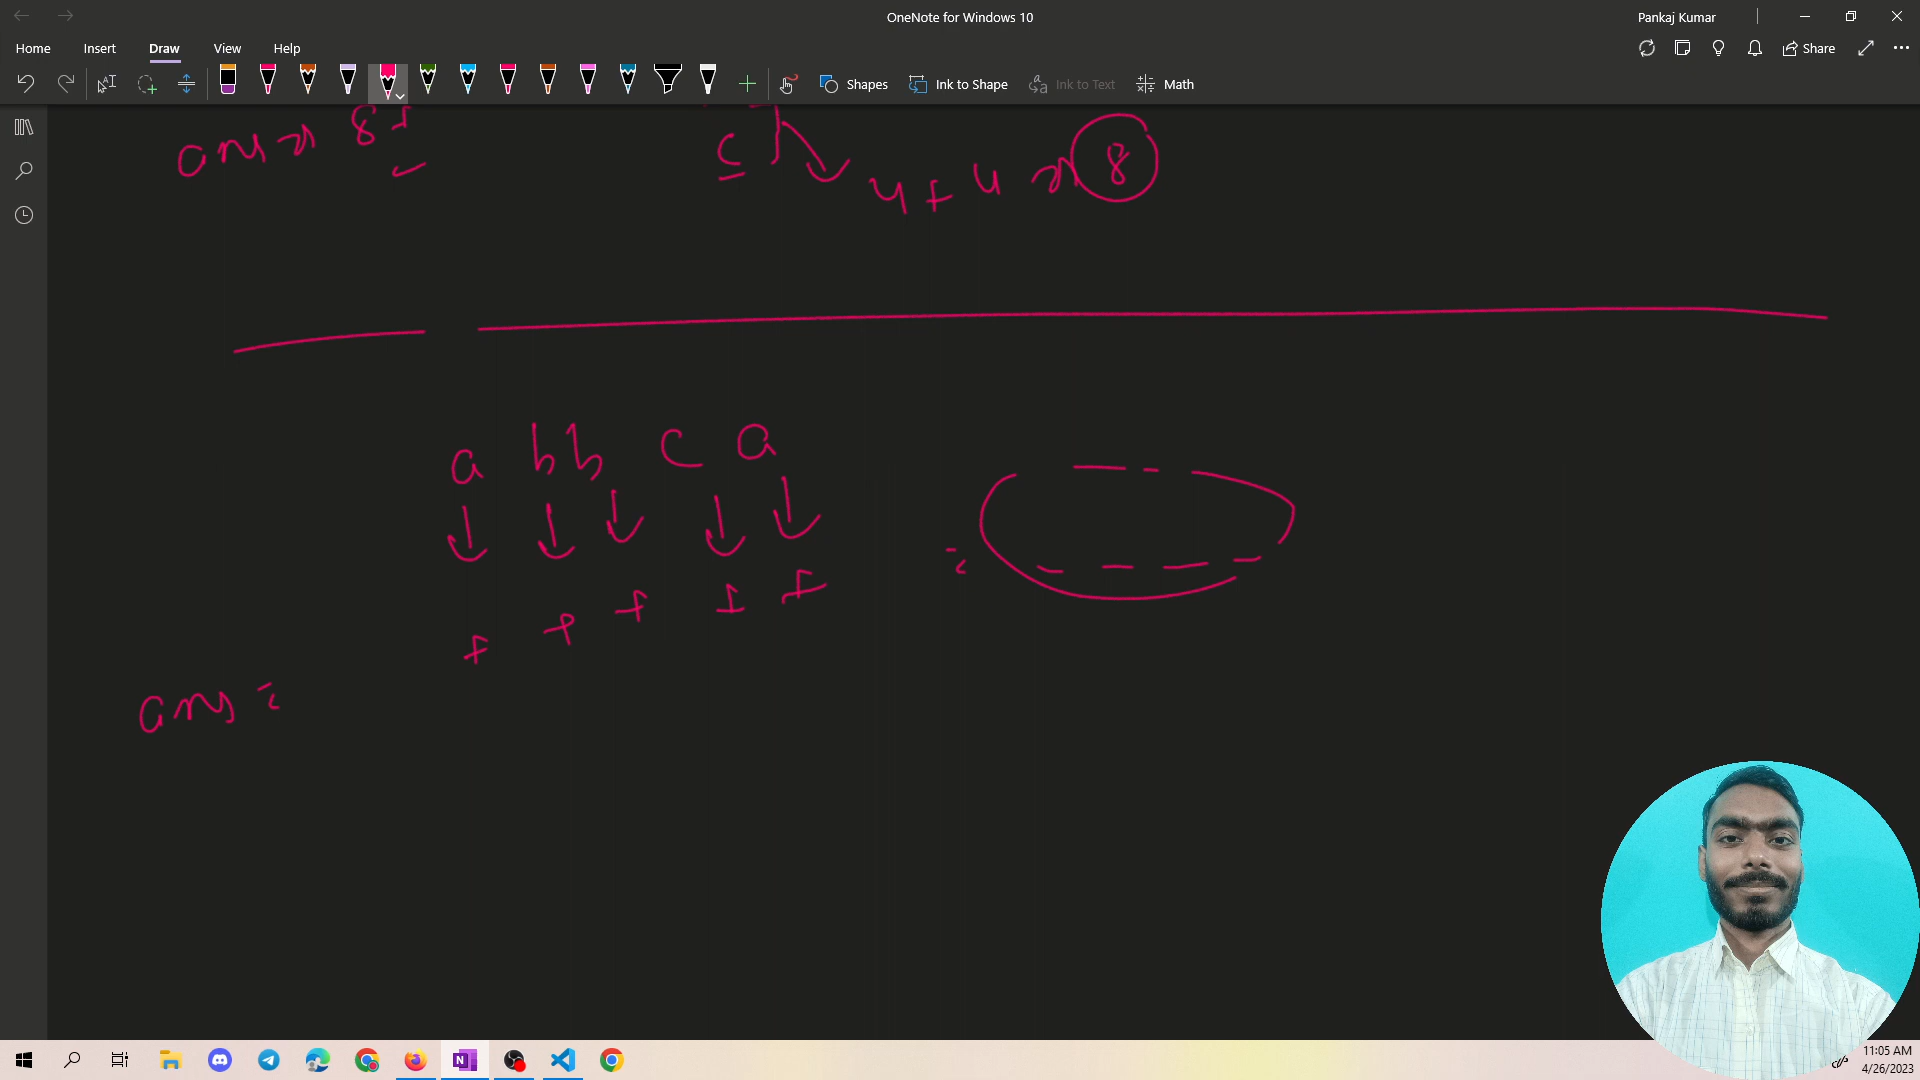 OneNote for Windows 10
Pankaj Kumar
Home Insert Draw View Help
Share
Shapes Ink to Shape Ink to Text Math
ans → 8
c
4 + 4 → 8
a b b c a
+ + + + +
ans =
11:05 AM
4/26/2023